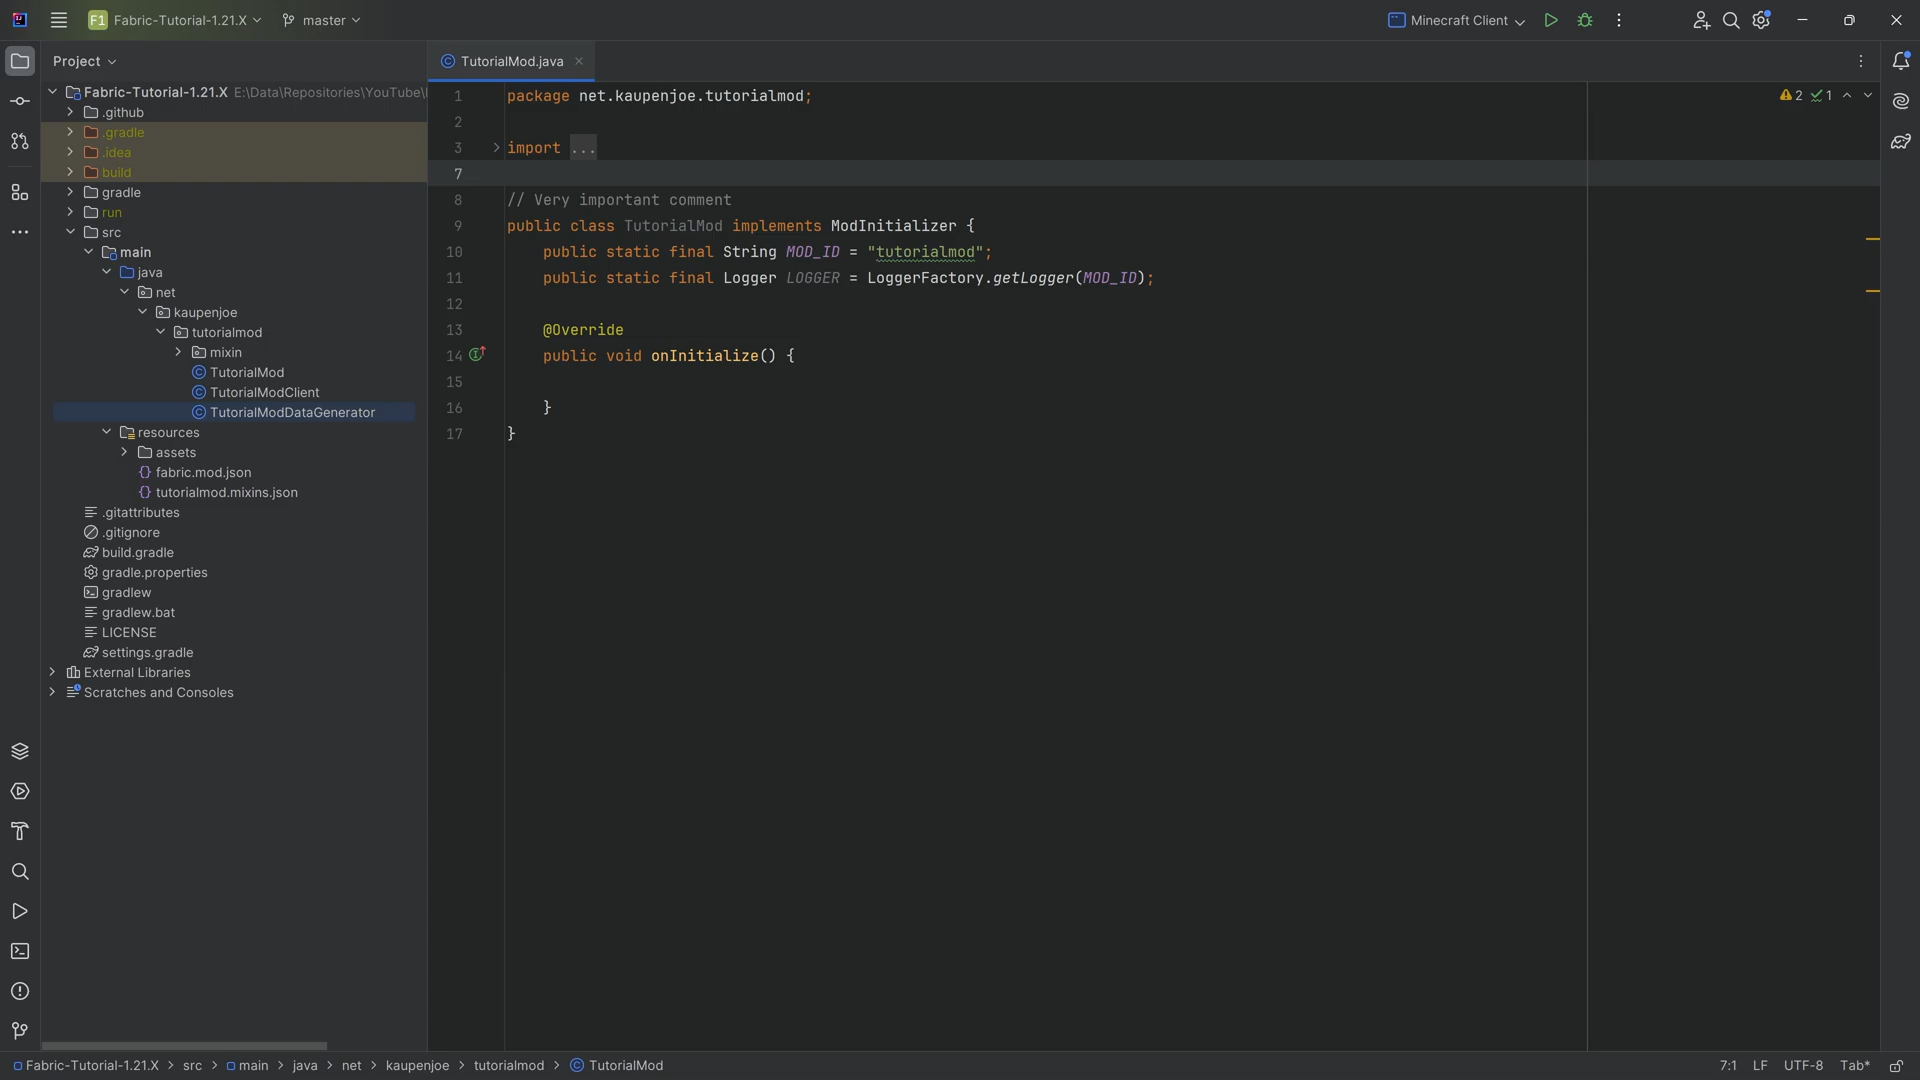 F1 Fabric-Tutorial-1.21.X master Minecraft Client
Project
Fabric-Tutorial-1.21.X E:\Data\Repositories\YouTube\
.github
.gradle
.idea
build
gradle
run
src
main
java
net
kaupenjoe
tutorialmod
mixin
TutorialMod
TutorialModClient
TutorialModDataGenerator
resources
assets
fabric.mod.json
tutorialmod.mixins.json
.gitattributes
.gitignore
build.gradle
gradle.properties
gradlew
gradlew.bat
LICENSE
settings.gradle
External Libraries
Scratches and Consoles
TutorialMod.java
2 1
1 package net.kaupenjoe.tutorialmod;
2
3 import ...
7
8 // Very important comment
9 public class TutorialMod implements ModInitializer {
10 public static final String MOD_ID = "tutorialmod";
11 public static final Logger LOGGER = LoggerFactory.getLogger(MOD_ID);
12
13 @Override
14 public void onInitialize() {
15
16 }
17 }
Fabric-Tutorial-1.21.X > src > main > java > net > kaupenjoe > tutorialmod > TutorialMod
7:1 LF UTF-8 Tab*